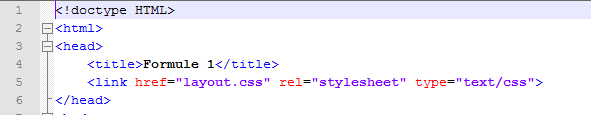 1 <!doctype HTML>
2 <html>
3 <head>
4 <title>Formule 1</title>
5 <link href="layout.css" rel="stylesheet" type="text/css">
6 </head>